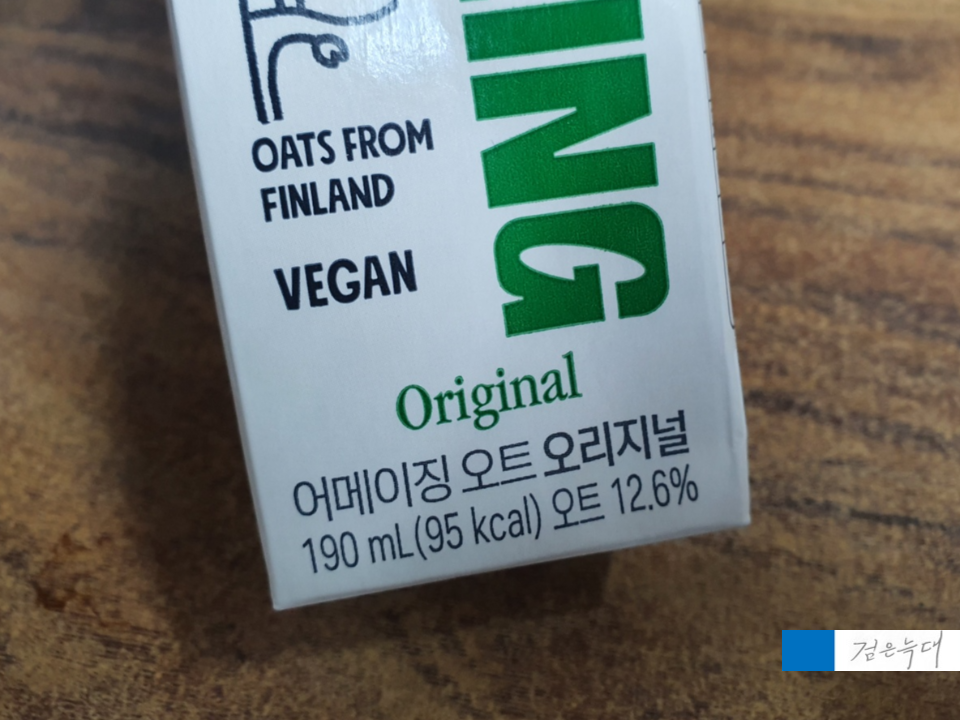 OATS FROM
FINLAND
VEGAN
ING
Original
어메이징 오트 오리지널
190 mL(95 kcal) 오트 12.6%
검은늑대